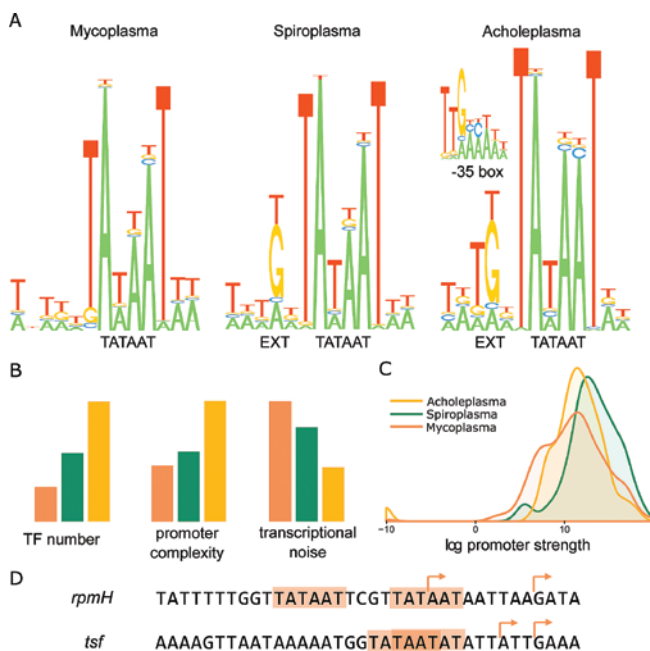 A
Mycoplasma
Spiroplasma
Acholeplasma
-35 box
TATAAT
EXT
TATAAT
EXT
TATAAT
B
TF number
promoter
complexity
transcriptional
noise
C
Acholeplasma
Spiroplasma
Mycoplasma
−10
0
10
log promoter strength
D
rpmH TATTTTTGGTTATAATTCGTTATAATAATTAAGATA
tsf AAAAGTTAATAAAAATGGTATAATATATTATTGAAA